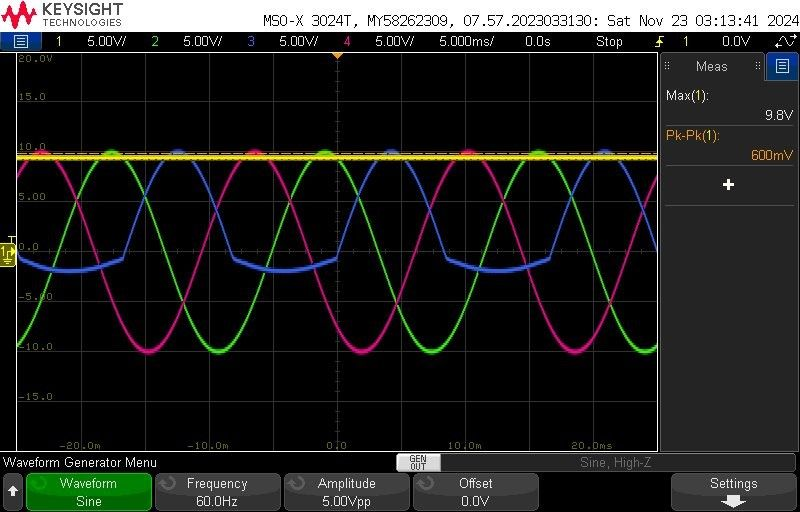 KEYSIGHT
TECHNOLOGIES
MSO-X 3024T, MY58262309, 07.57.2023033130: Sat Nov 23 03:13:41 2024
1 5.00V/ 2 5.00V/ 3 5.00V/ 4 5.00V/ 5.000ms/ 0.0s Stop 1 0.0V
20.0V
15.0
10.0
5.00
0.0
-5.00
-10.0
-15.0
-20.0m -10.0m 0.0 10.0m 20.0ms
T
1
Meas
Max(1):
9.8V
Pk-Pk(1):
600mV
Waveform Generator Menu
GEN
OUT
Sine, High-Z
Waveform
Sine
Frequency
60.0Hz
Amplitude
5.00Vpp
Offset
0.0V
Settings